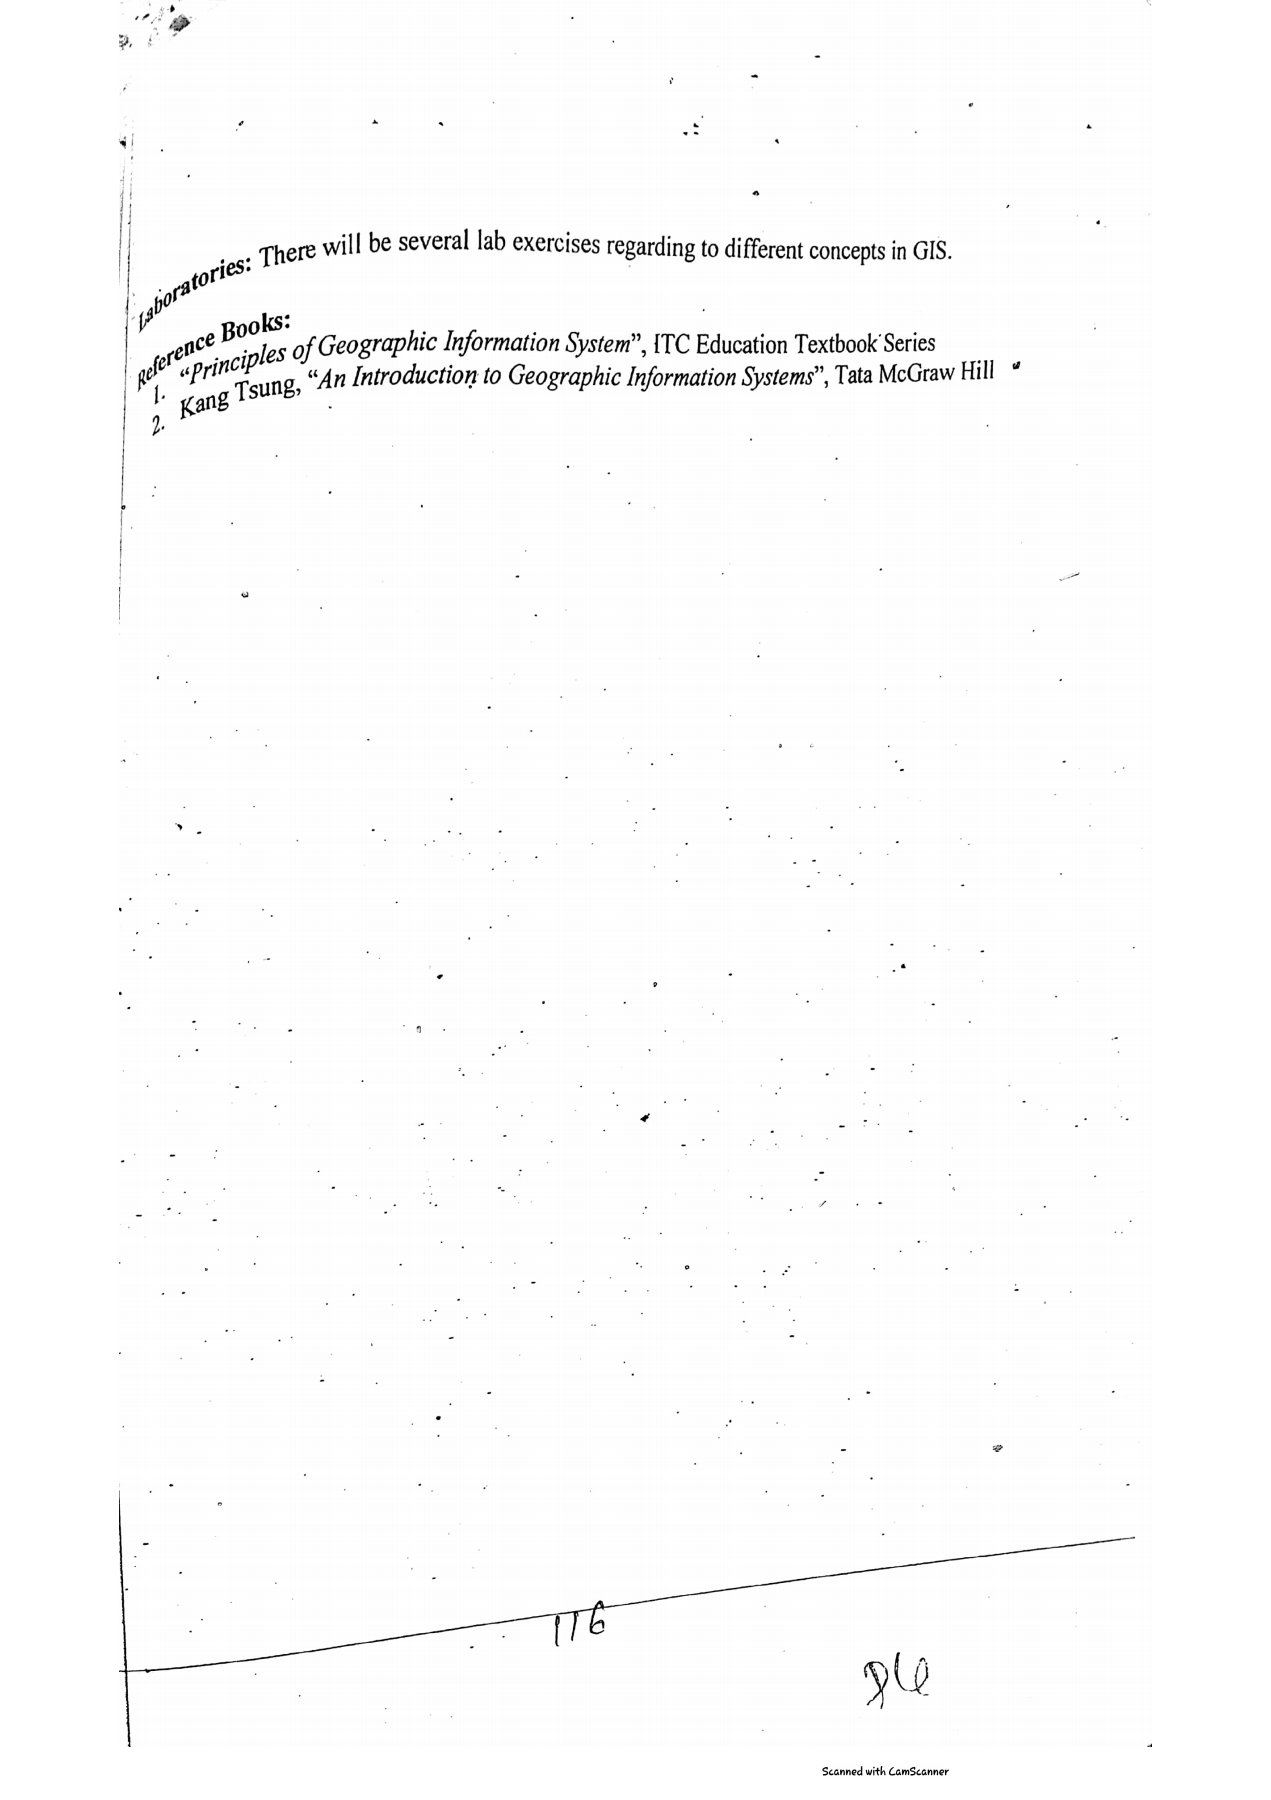 Laboratories: There will be several lab exercises regarding to different concepts in GIS.
Reference Books:
1. “Principles of Geographic Information System”, ITC Education Textbook Series
2. Kang Tsung, “An Introduction to Geographic Information Systems”, Tata McGraw Hill
116
Scanned with CamScanner